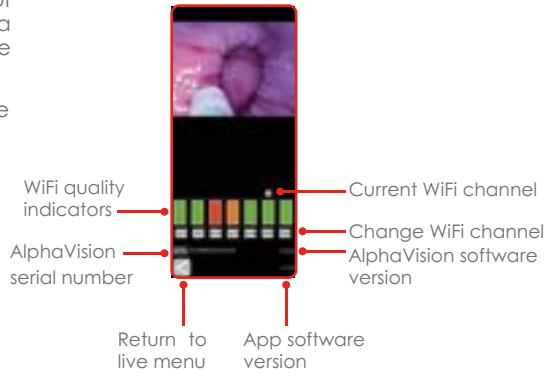 a
e
e
WiFi quality
indicators
Current WiFi channel
Change WiFi channel
AlphaVision
serial number
AlphaVision software
version
Return to
live menu
App software
version